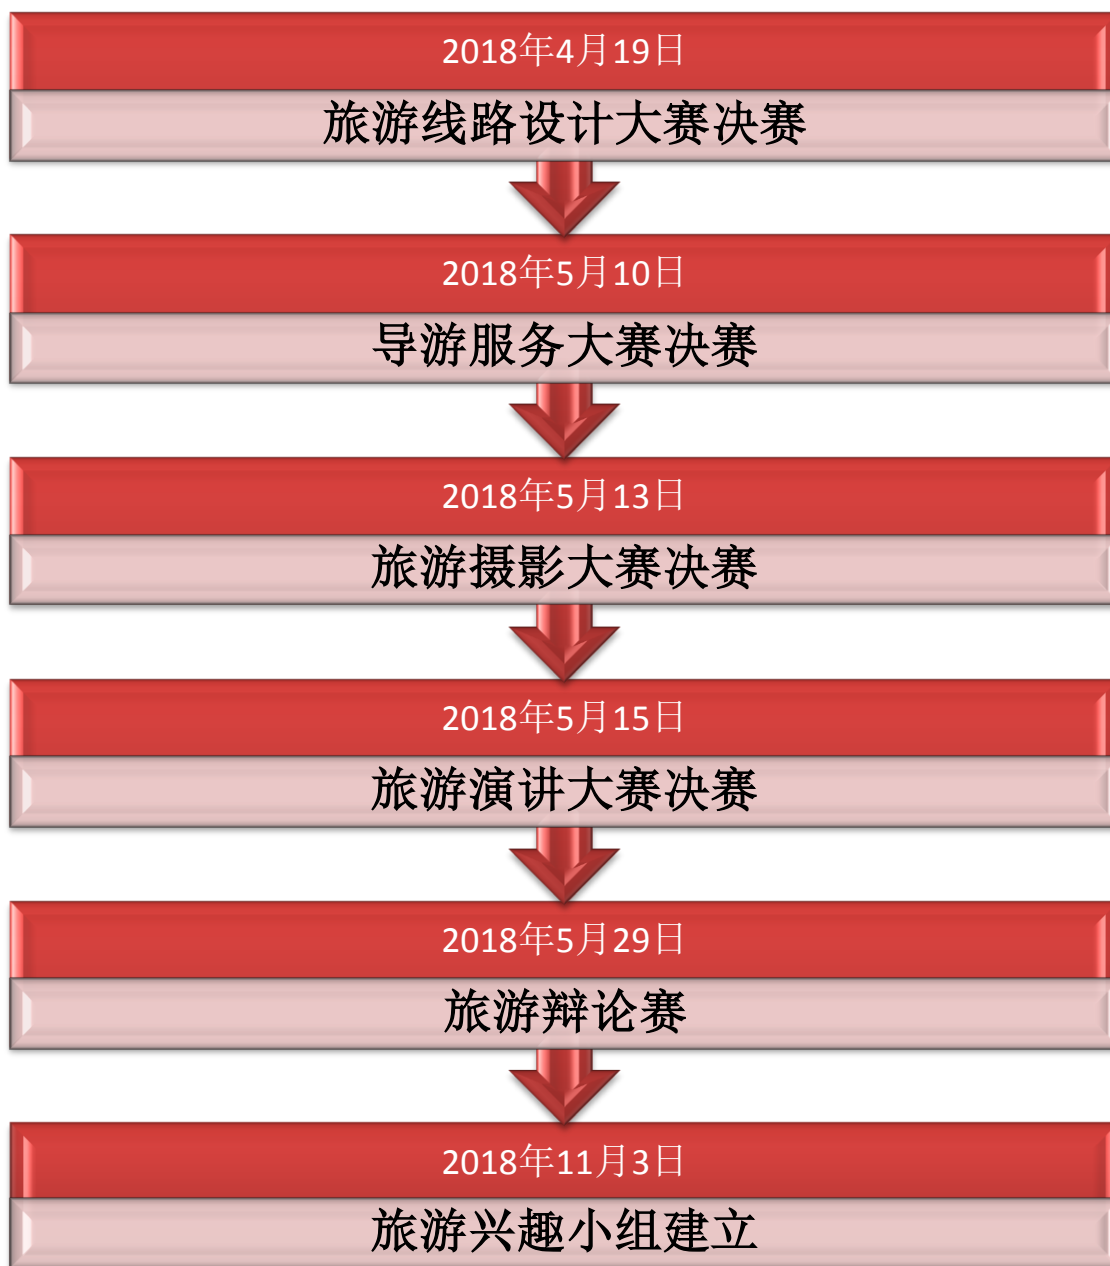 2018年4月19日
旅游线路设计大赛决赛
2018年5月10日
导游服务大赛决赛
2018年5月13日
旅游摄影大赛决赛
2018年5月15日
旅游演讲大赛决赛
2018年5月29日
旅游辩论赛
2018年11月3日
旅游兴趣小组建立